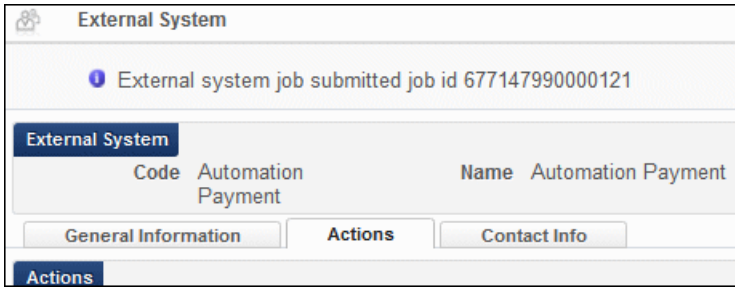 External System
External system job submitted job id 677147990000121
External System
Code Automation Payment Name Automation Payment
General Information Actions Contact Info
Actions